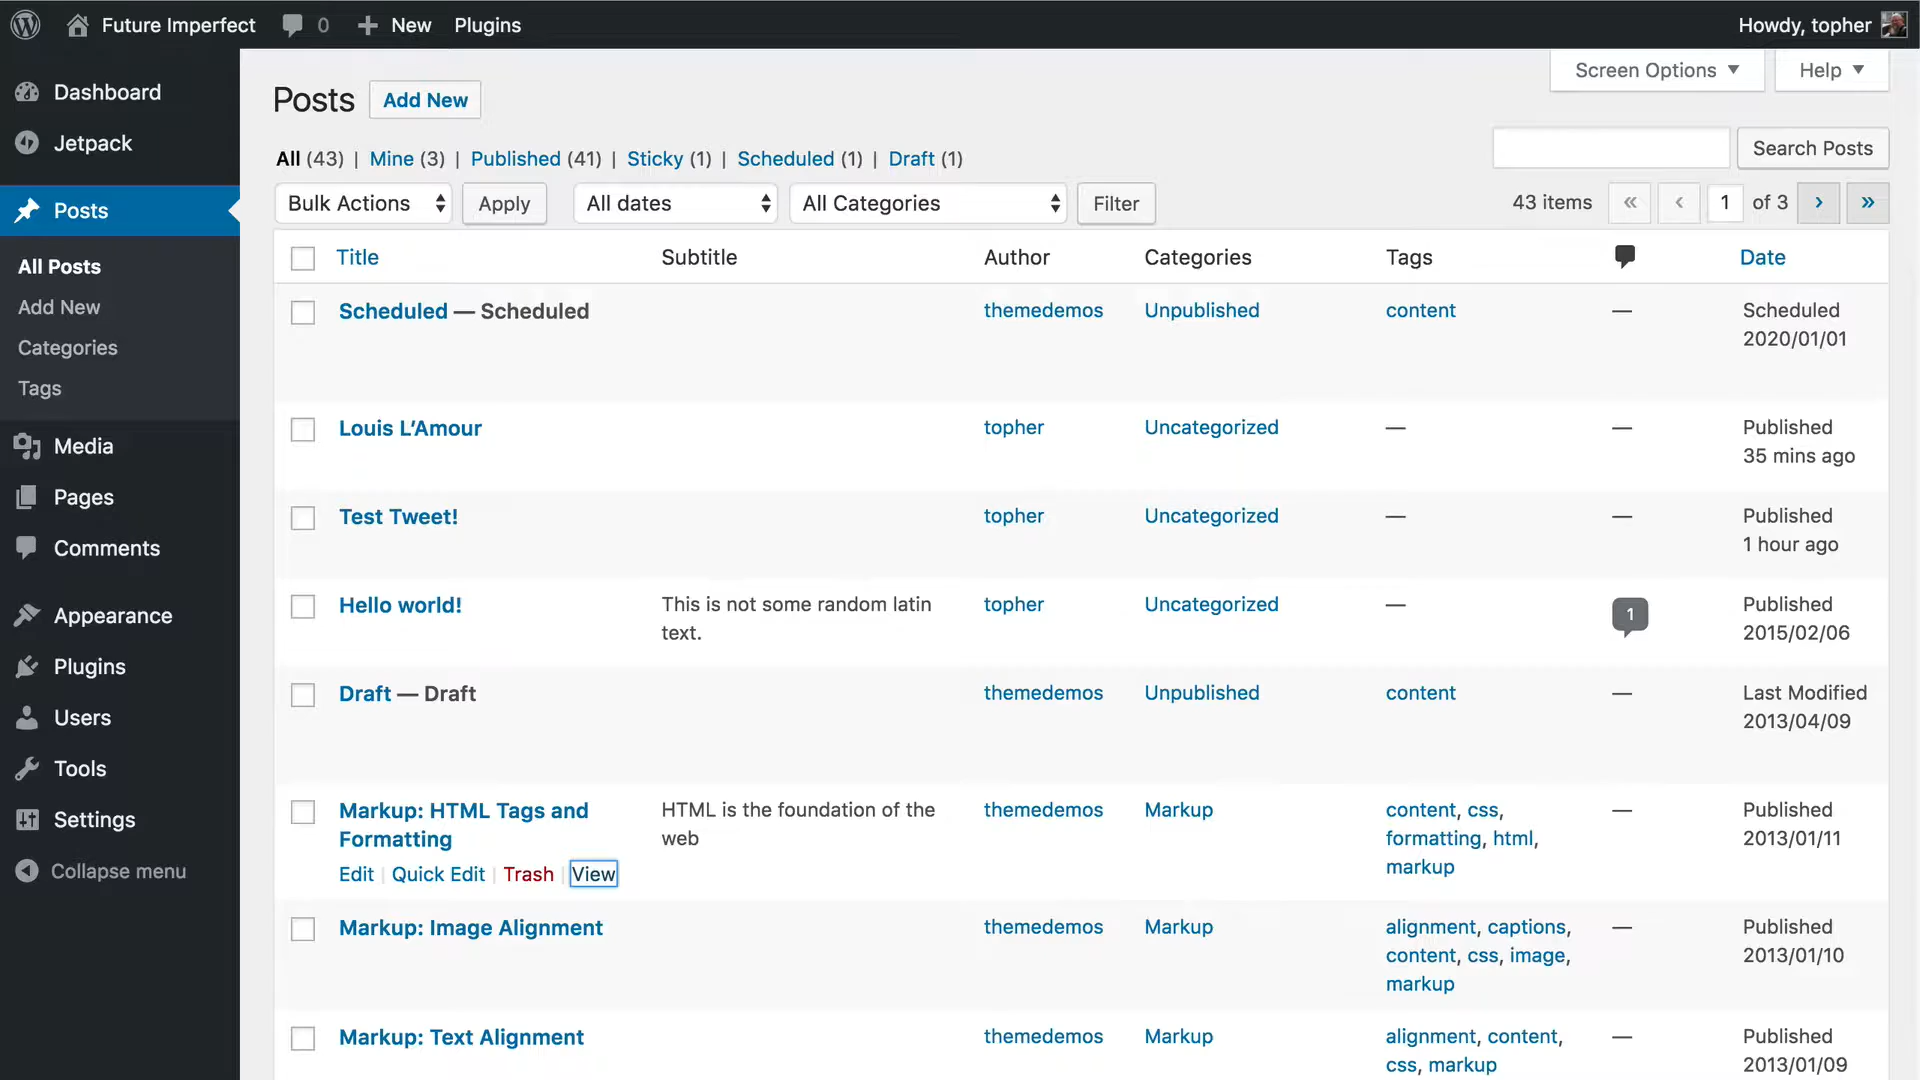 Future Imperfect 0 New Plugins Howdy, topher
Screen Options Help
Dashboard
Jetpack
Posts
All Posts
Add New
Categories
Tags
Media
Pages
Comments
Appearance
Plugins
Users
Tools
Settings
Collapse menu
Posts Add New
All (43) | Mine (3) | Published (41) | Sticky (1) | Scheduled (1) | Draft (1)
Search Posts
Bulk Actions Apply All dates All Categories Filter 43 items « ‹ 1 of 3 › »
Title Subtitle Author Categories Tags Date
Scheduled — Scheduled themedemos Unpublished content — Scheduled
2020/01/01
Louis L’Amour topher Uncategorized — — Published
35 mins ago
Test Tweet! topher Uncategorized — — Published
1 hour ago
Hello world! This is not some random latin topher Uncategorized — 1 Published
text. 2015/02/06
Draft — Draft themedemos Unpublished content — Last Modified
2013/04/09
Markup: HTML Tags and HTML is the foundation of the themedemos Markup content, css, — Published
Formatting web formatting, html, 2013/01/11
markup
Edit | Quick Edit | Trash | View
Markup: Image Alignment themedemos Markup alignment, captions, — Published
content, css, image, 2013/01/10
markup
Markup: Text Alignment themedemos Markup alignment, content, — Published
css, markup 2013/01/09